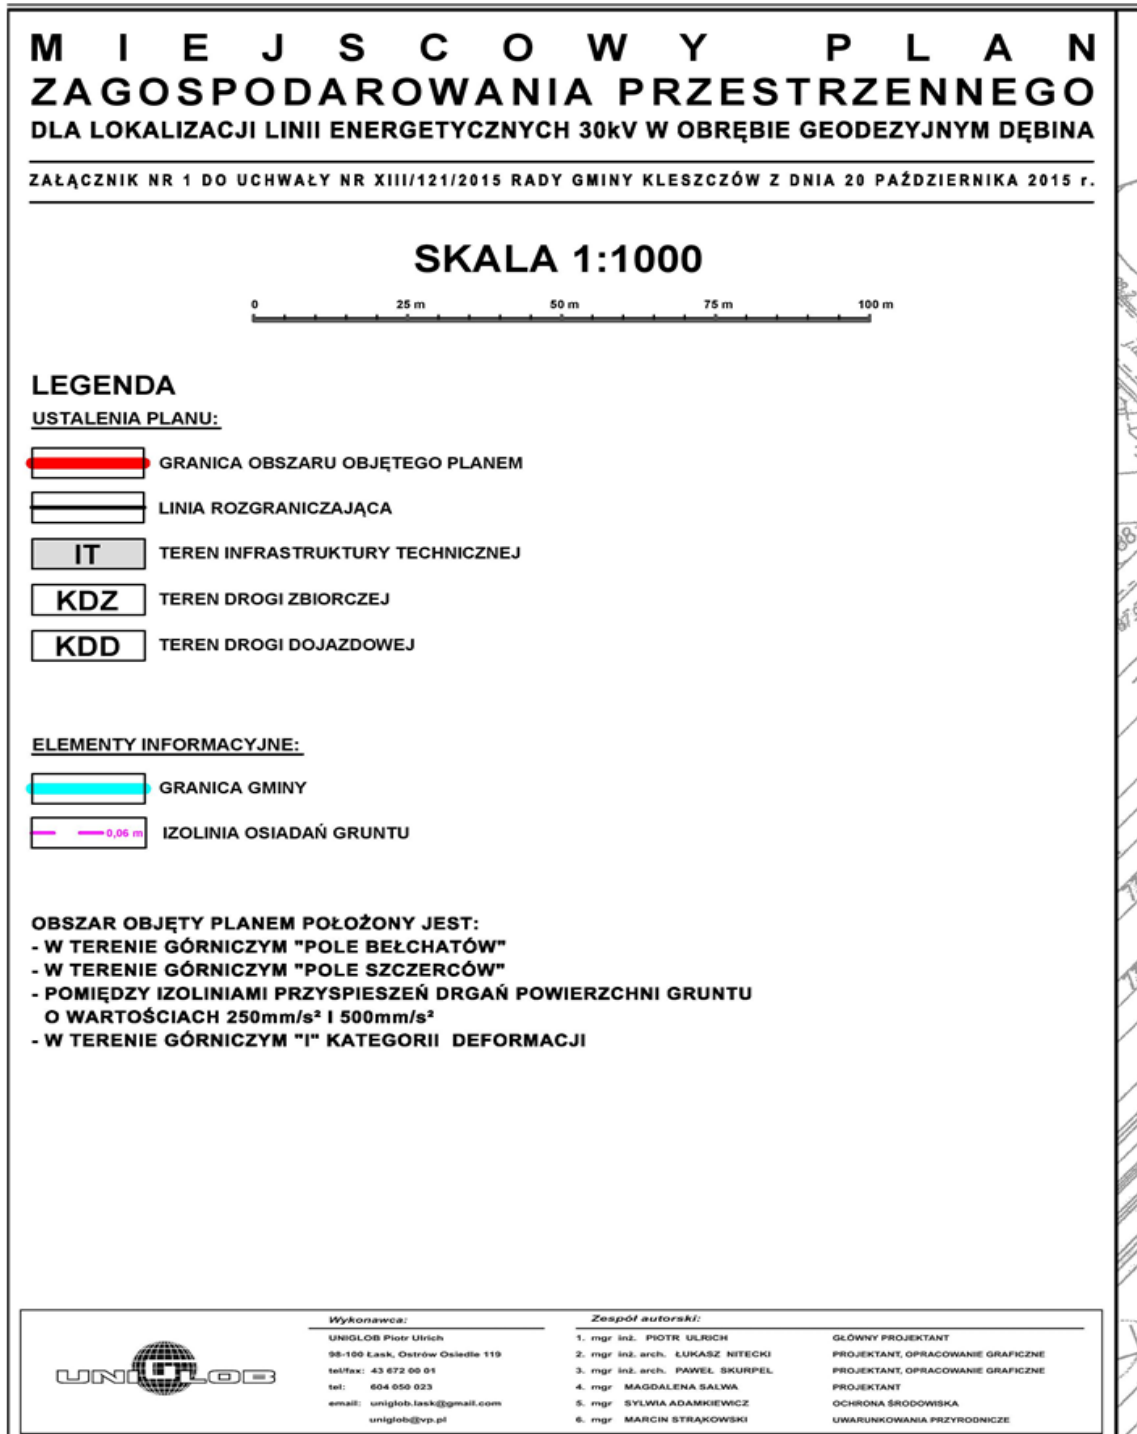 MIEJSCOWY PLAN
ZAGOSPODAROWANIA PRZESTRZENNEGO
DLA LOKALIZACJI LINII ENERGETYCZNYCH 30kV W OBRĘBIE GEODEZYJNYM DĘBINA
ZAŁĄCZNIK NR 1 DO UCHWAŁY NR XIII/121/2015 RADY GMINY KLESZCZÓW Z DNIA 20 PAŹDZIERNIKA 2015 r.
SKALA 1:1000
0 25 m 50 m 75 m 100 m
LEGENDA
USTALENIA PLANU:
GRANICA OBSZARU OBJĘTEGO PLANEM
LINIA ROZGRANICZAJĄCA
IT TEREN INFRASTRUKTURY TECHNICZNEJ
KDZ TEREN DROGI ZBIORCZEJ
KDD TEREN DROGI DOJAZDOWEJ
ELEMENTY INFORMACYJNE:
GRANICA GMINY
0,06 m IZOLINIA OSIADAŃ GRUNTU
OBSZAR OBJĘTY PLANEM POŁOŻONY JEST:
- W TERENIE GÓRNICZYM "POLE BEŁCHATÓW"
- W TERENIE GÓRNICZYM "POLE SZCZERCÓW"
- POMIĘDZY IZOLINIAMI PRZYSPIESZEŃ DRGAŃ POWIERZCHNI GRUNTU
O WARTOŚCIACH 250mm/s² I 500mm/s²
- W TERENIE GÓRNICZYM "I" KATEGORII DEFORMACJI
UNIGLOB
Wykonawca:
UNIGLOB Piotr Ulrich
98-100 Łask, Ostrów Osiedle 119
tel/fax: 43 672 00 01
tel: 604 050 023
email: uniglob.lask@gmail.com
uniglob@vp.pl
Zespół autorski:
1. mgr inż. PIOTR ULRICH GŁÓWNY PROJEKTANT
2. mgr inż. arch. ŁUKASZ NITECKI PROJEKTANT, OPRACOWANIE GRAFICZNE
3. mgr inż. arch. PAWEŁ SKURPEL PROJEKTANT, OPRACOWANIE GRAFICZNE
4. mgr MAGDALENA SALWA PROJEKTANT
5. mgr SYLWIA ADAMKIEWICZ OCHRONA ŚRODOWISKA
6. mgr MARCIN STRĄKOWSKI UWARUNKOWANIA PRZYRODNICZE